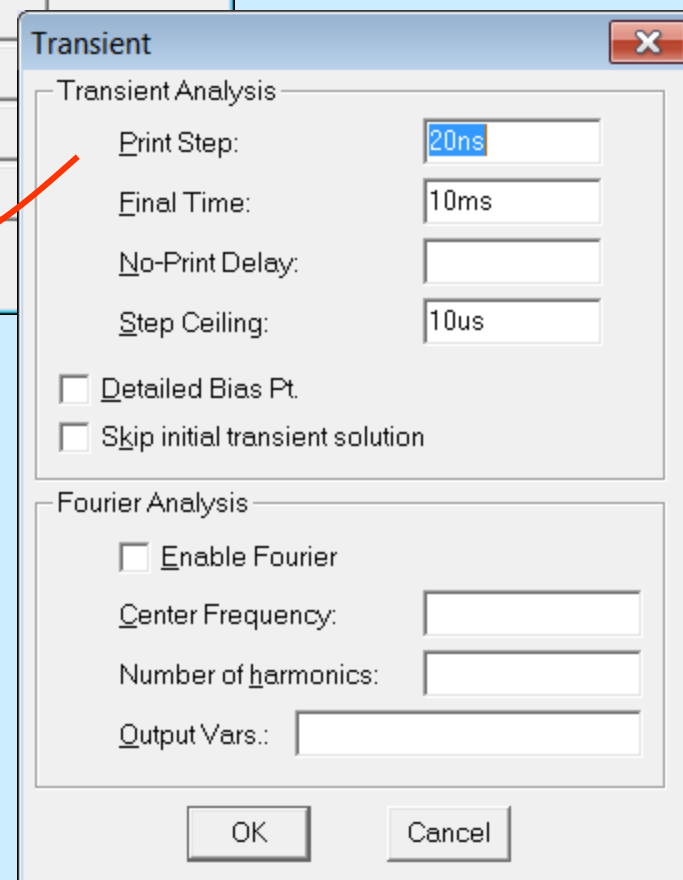 Transient
Transient Analysis
Print Step: 20ns
Final Time: 10ms
No-Print Delay:
Step Ceiling: 10us
Detailed Bias Pt.
Skip initial transient solution
Fourier Analysis
Enable Fourier
Center Frequency:
Number of harmonics:
Output Vars.:
OK Cancel